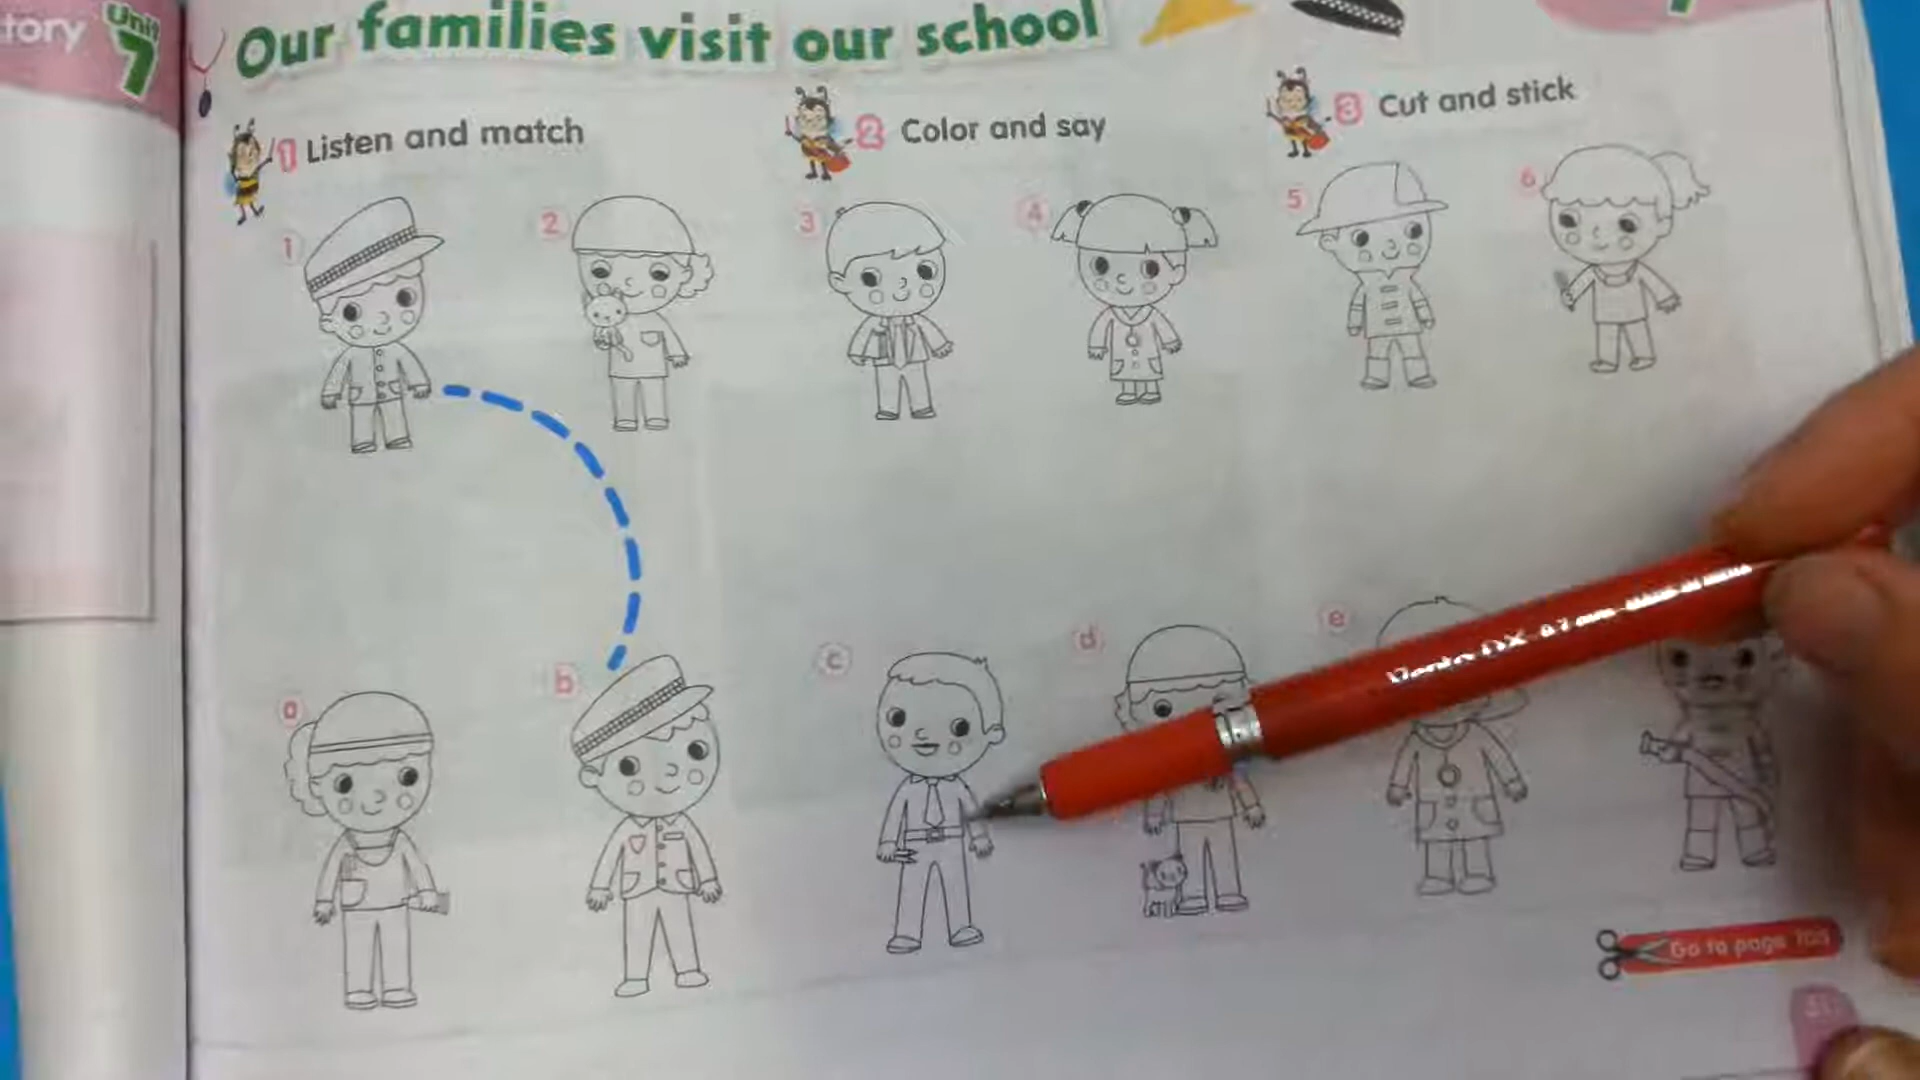 tory
Unit
7
Our families visit our school
1 Listen and match
2 Color and say
3 Cut and stick
1
2
3
4
5
6
a
b
c
d
e
Go to page 103